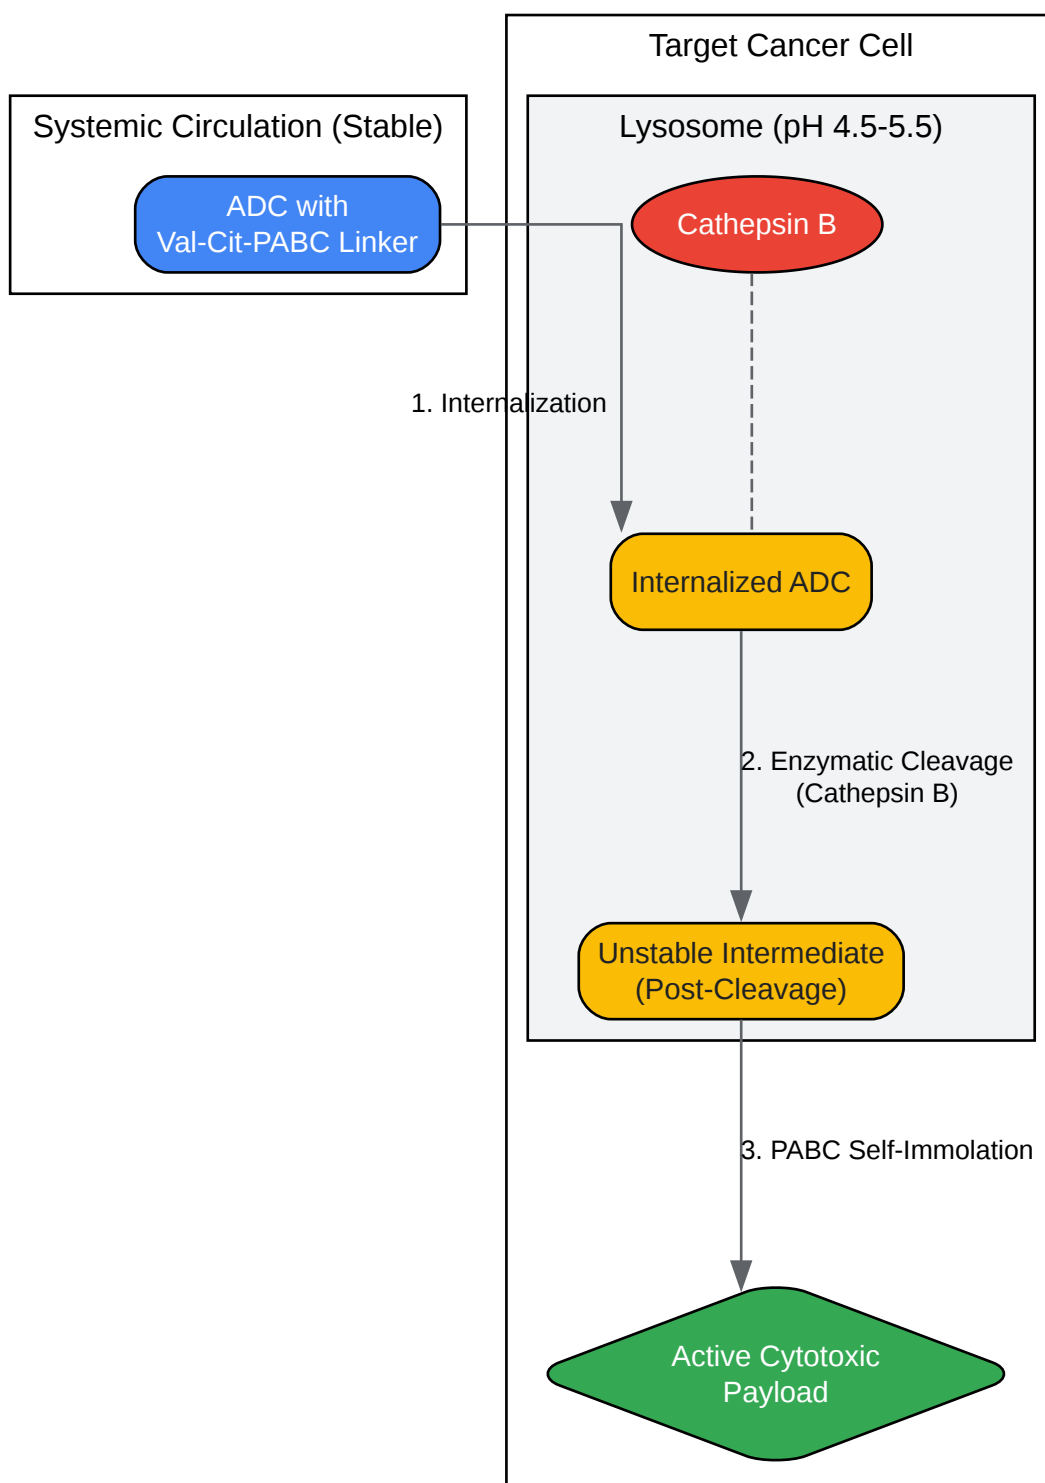 Target Cancer Cell
Systemic Circulation (Stable)
Lysosome (pH 4.5-5.5)
ADC with
Val-Cit-PABC Linker
Cathepsin B
1. Internalization
Internalized ADC
2. Enzymatic Cleavage
(Cathepsin B)
Unstable Intermediate
(Post-Cleavage)
3. PABC Self-Immolation
Active Cytotoxic
Payload